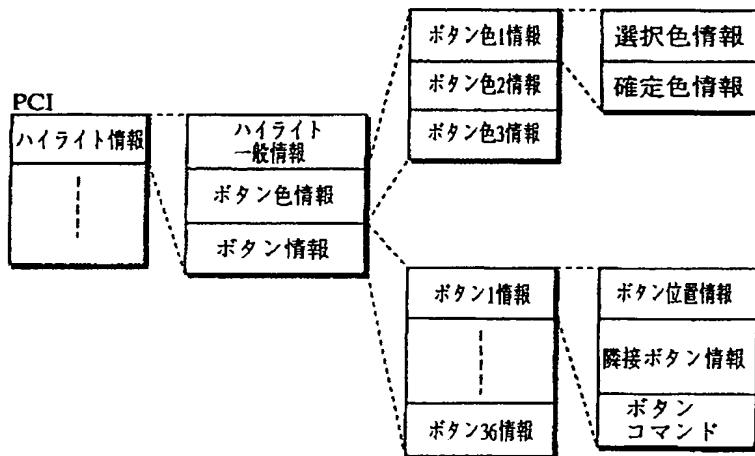 PCI
ハイライト情報
ハイライト
一般情報
ボタン色情報
ボタン情報
ボタン色1情報
ボタン色2情報
ボタン色3情報
選択色情報
確定色情報
ボタン1情報
ボタン36情報
ボタン位置情報
隣接ボタン情報
ボタン
コマンド